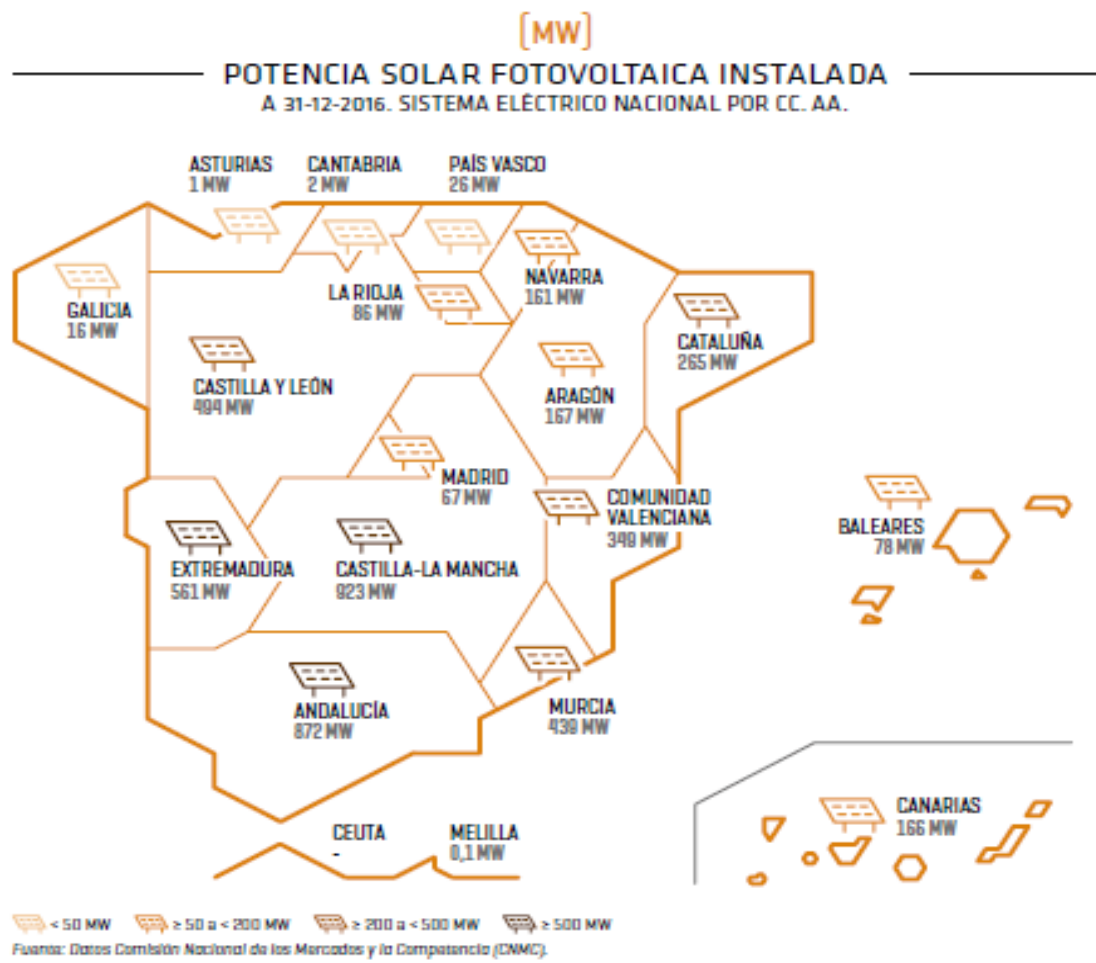 [MW]
POTENCIA SOLAR FOTOVOLTAICA INSTALADA
A 31-12-2016. SISTEMA ELÉCTRICO NACIONAL POR CC. AA.
ASTURIAS
1 MW
CANTABRIA
2 MW
PAÍS VASCO
26 MW
GALICIA
16 MW
LA RIOJA
86 MW
NAVARRA
161 MW
CATALUÑA
265 MW
CASTILLA Y LEÓN
494 MW
ARAGÓN
167 MW
MADRID
67 MW
COMUNIDAD
VALENCIANA
349 MW
BALEARES
78 MW
EXTREMADURA
561 MW
CASTILLA-LA MANCHA
923 MW
ANDALUCÍA
872 MW
MURCIA
439 MW
CANARIAS
166 MW
CEUTA
-
MELILLA
0,1 MW
< 50 MW ≥ 50 a < 200 MW ≥ 200 a < 500 MW ≥ 500 MW
Fuente: Datos Comisión Nacional de los Mercados y la Competencia (CNMC).